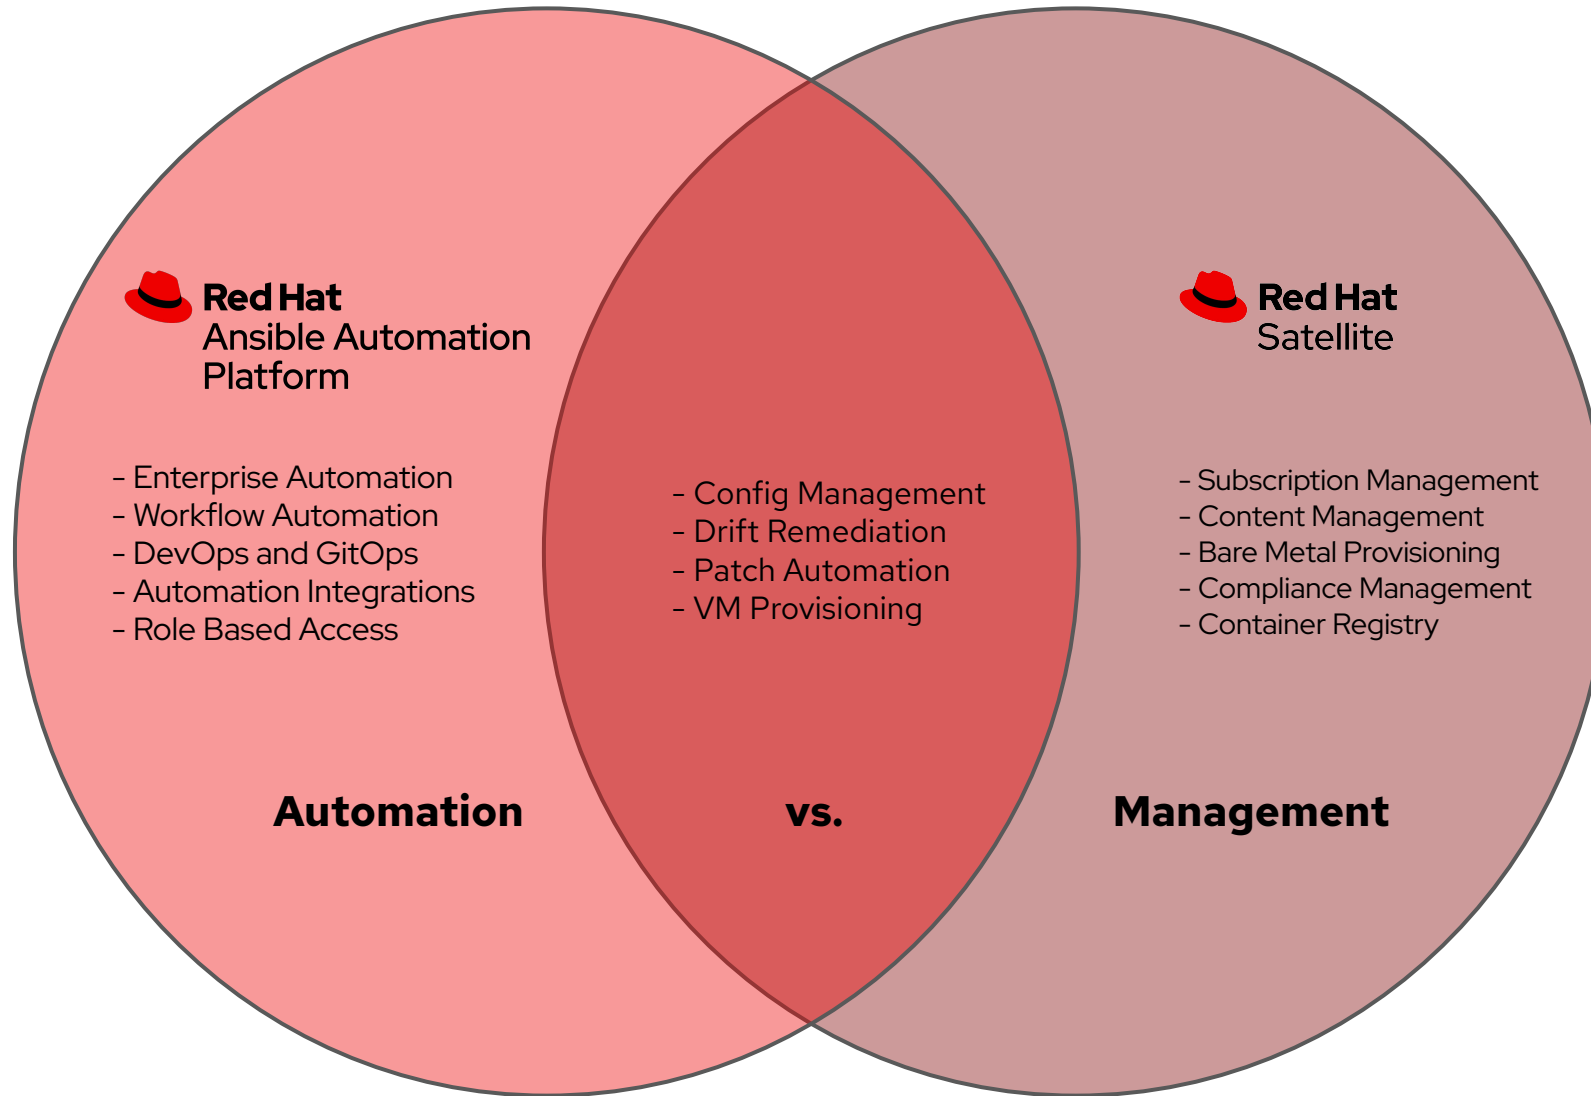 Red Hat
Ansible Automation
Platform
- Enterprise Automation
- Workflow Automation
- DevOps and GitOps
- Automation Integrations
- Role Based Access
Automation
- Config Management
- Drift Remediation
- Patch Automation
- VM Provisioning
vs.
Red Hat
Satellite
- Subscription Management
- Content Management
- Bare Metal Provisioning
- Compliance Management
- Container Registry
Management